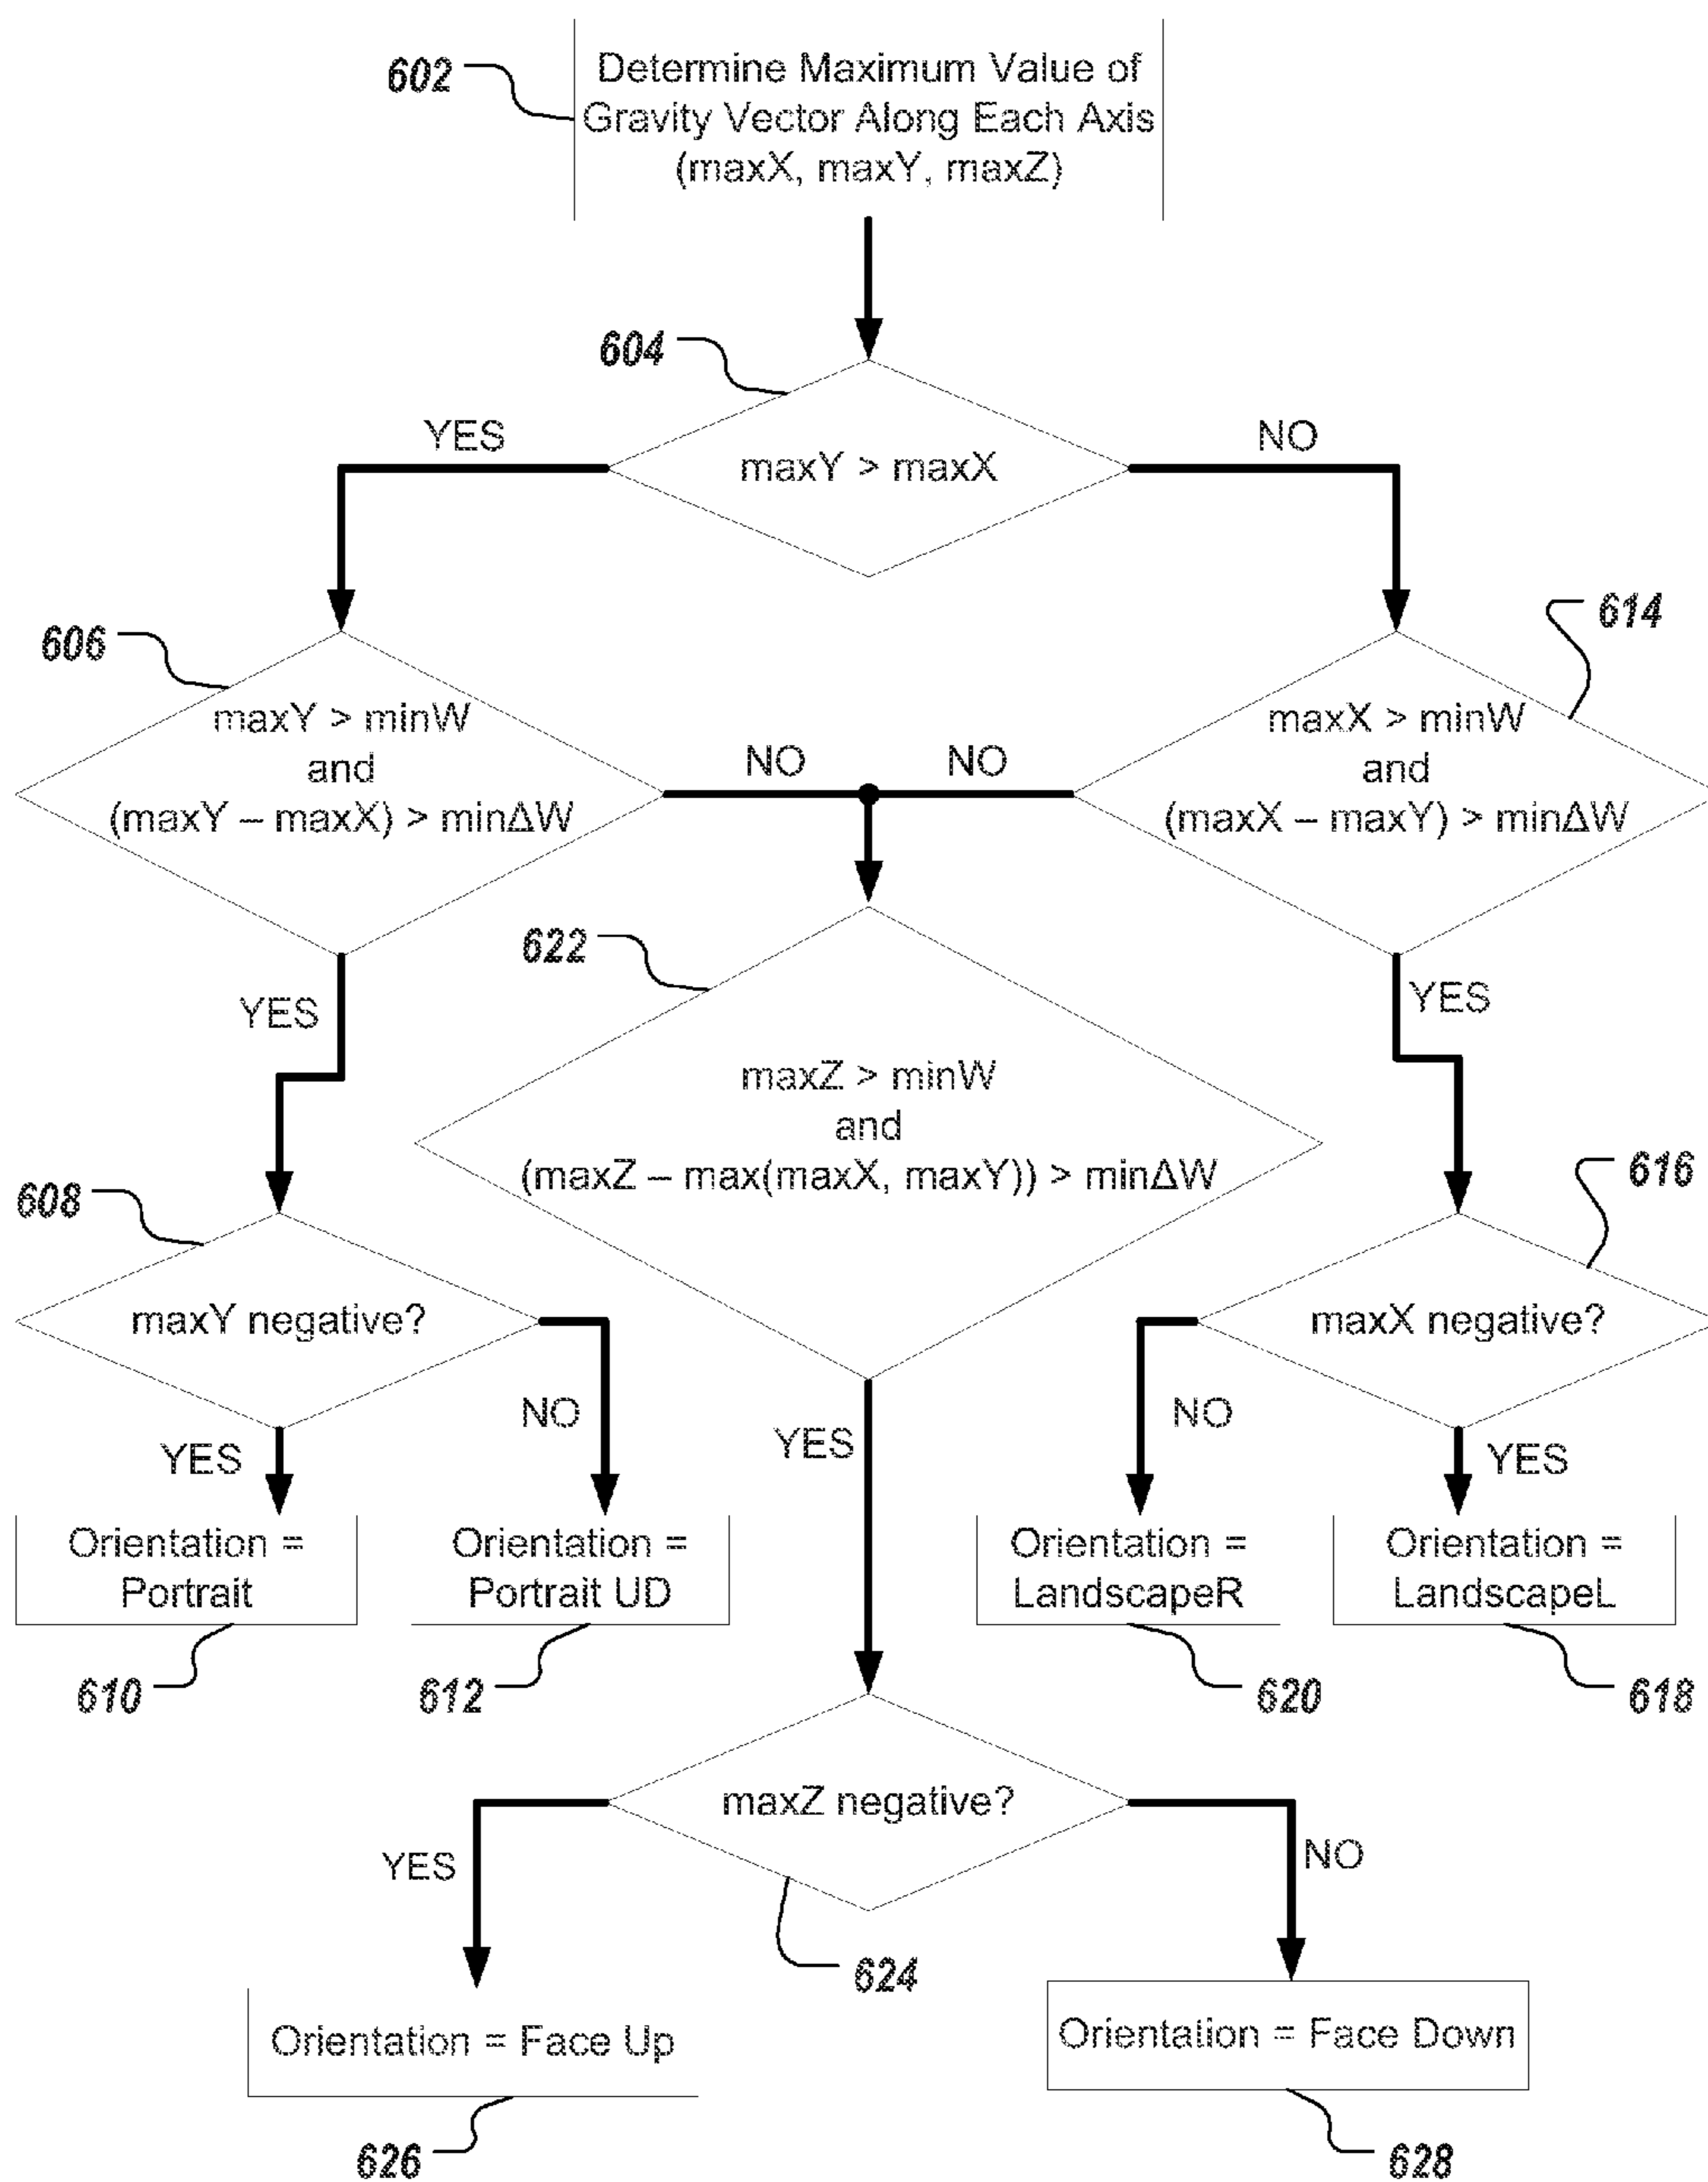 602
Determine Maximum Value of
Gravity Vector Along Each Axis
(maxX, maxY, maxZ)
604
YES
NO
maxY > maxX
606
614
maxY > minW
and
(maxY – maxX) > minΔW
NO
NO
maxX > minW
and
(maxX – maxY) > minΔW
622
YES
YES
maxZ > minW
and
(maxZ – max(maxX, maxY)) > minΔW
608
616
maxY negative?
maxX negative?
YES
NO
YES
NO
YES
Orientation =
Portrait
Orientation =
Portrait UD
Orientation =
LandscapeR
Orientation =
LandscapeL
610
612
620
618
maxZ negative?
YES
NO
624
Orientation = Face Up
Orientation = Face Down
626
628